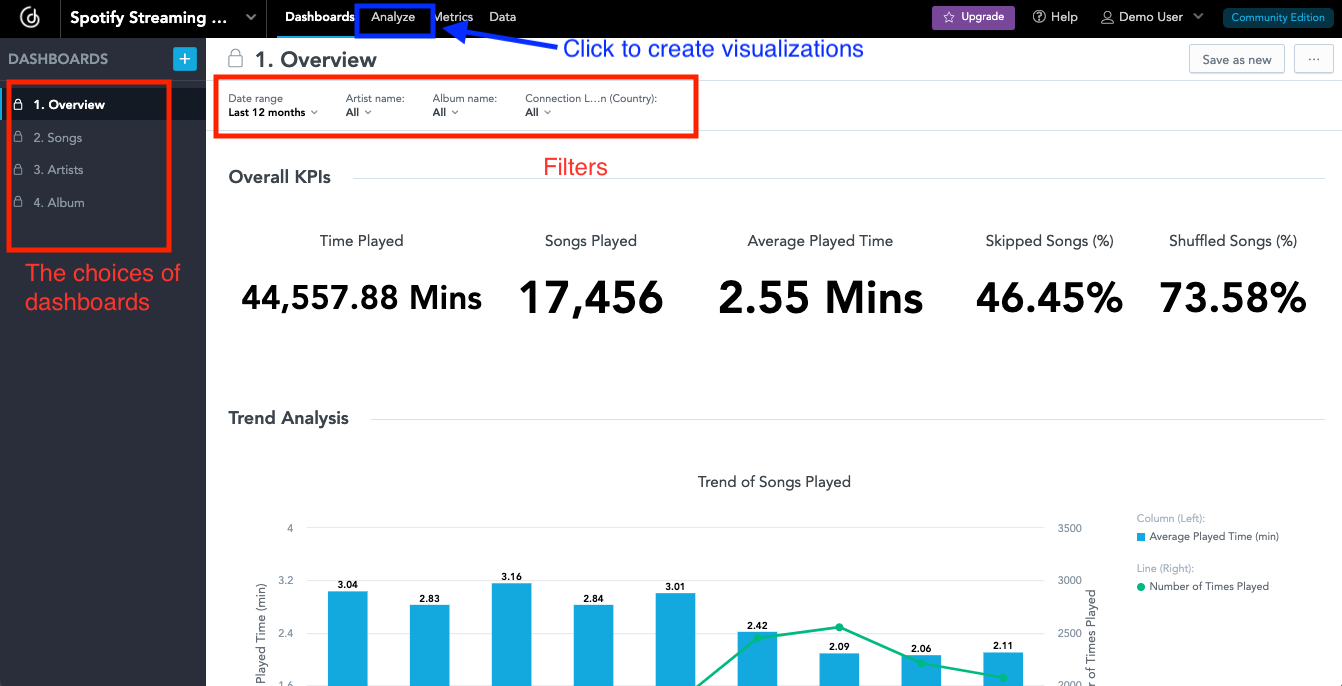 Spotify Streaming ...
Dashboards Analyze Metrics Data
Upgrade Help Demo User Community Edition
Click to create visualizations
DASHBOARDS +
1. Overview
2. Songs
3. Artists
4. Album
The choices of
dashboards
1. Overview
Save as new ...
Date range Artist name: Album name: Connection L...n (Country):
Last 12 months All All All
Filters
Overall KPIs
Time Played Songs Played Average Played Time Skipped Songs (%) Shuffled Songs (%)
44,557.88 Mins 17,456 2.55 Mins 46.45% 73.58%
Trend Analysis
Trend of Songs Played
4
3.2
2.4
1.6
Played Time (min)
3.04
2.83
3.16
2.84
3.01
2.42
2.09
2.06
2.11
3500
3000
2500
2000
of Times Played
Column (Left):
Average Played Time (min)
Line (Right):
Number of Times Played